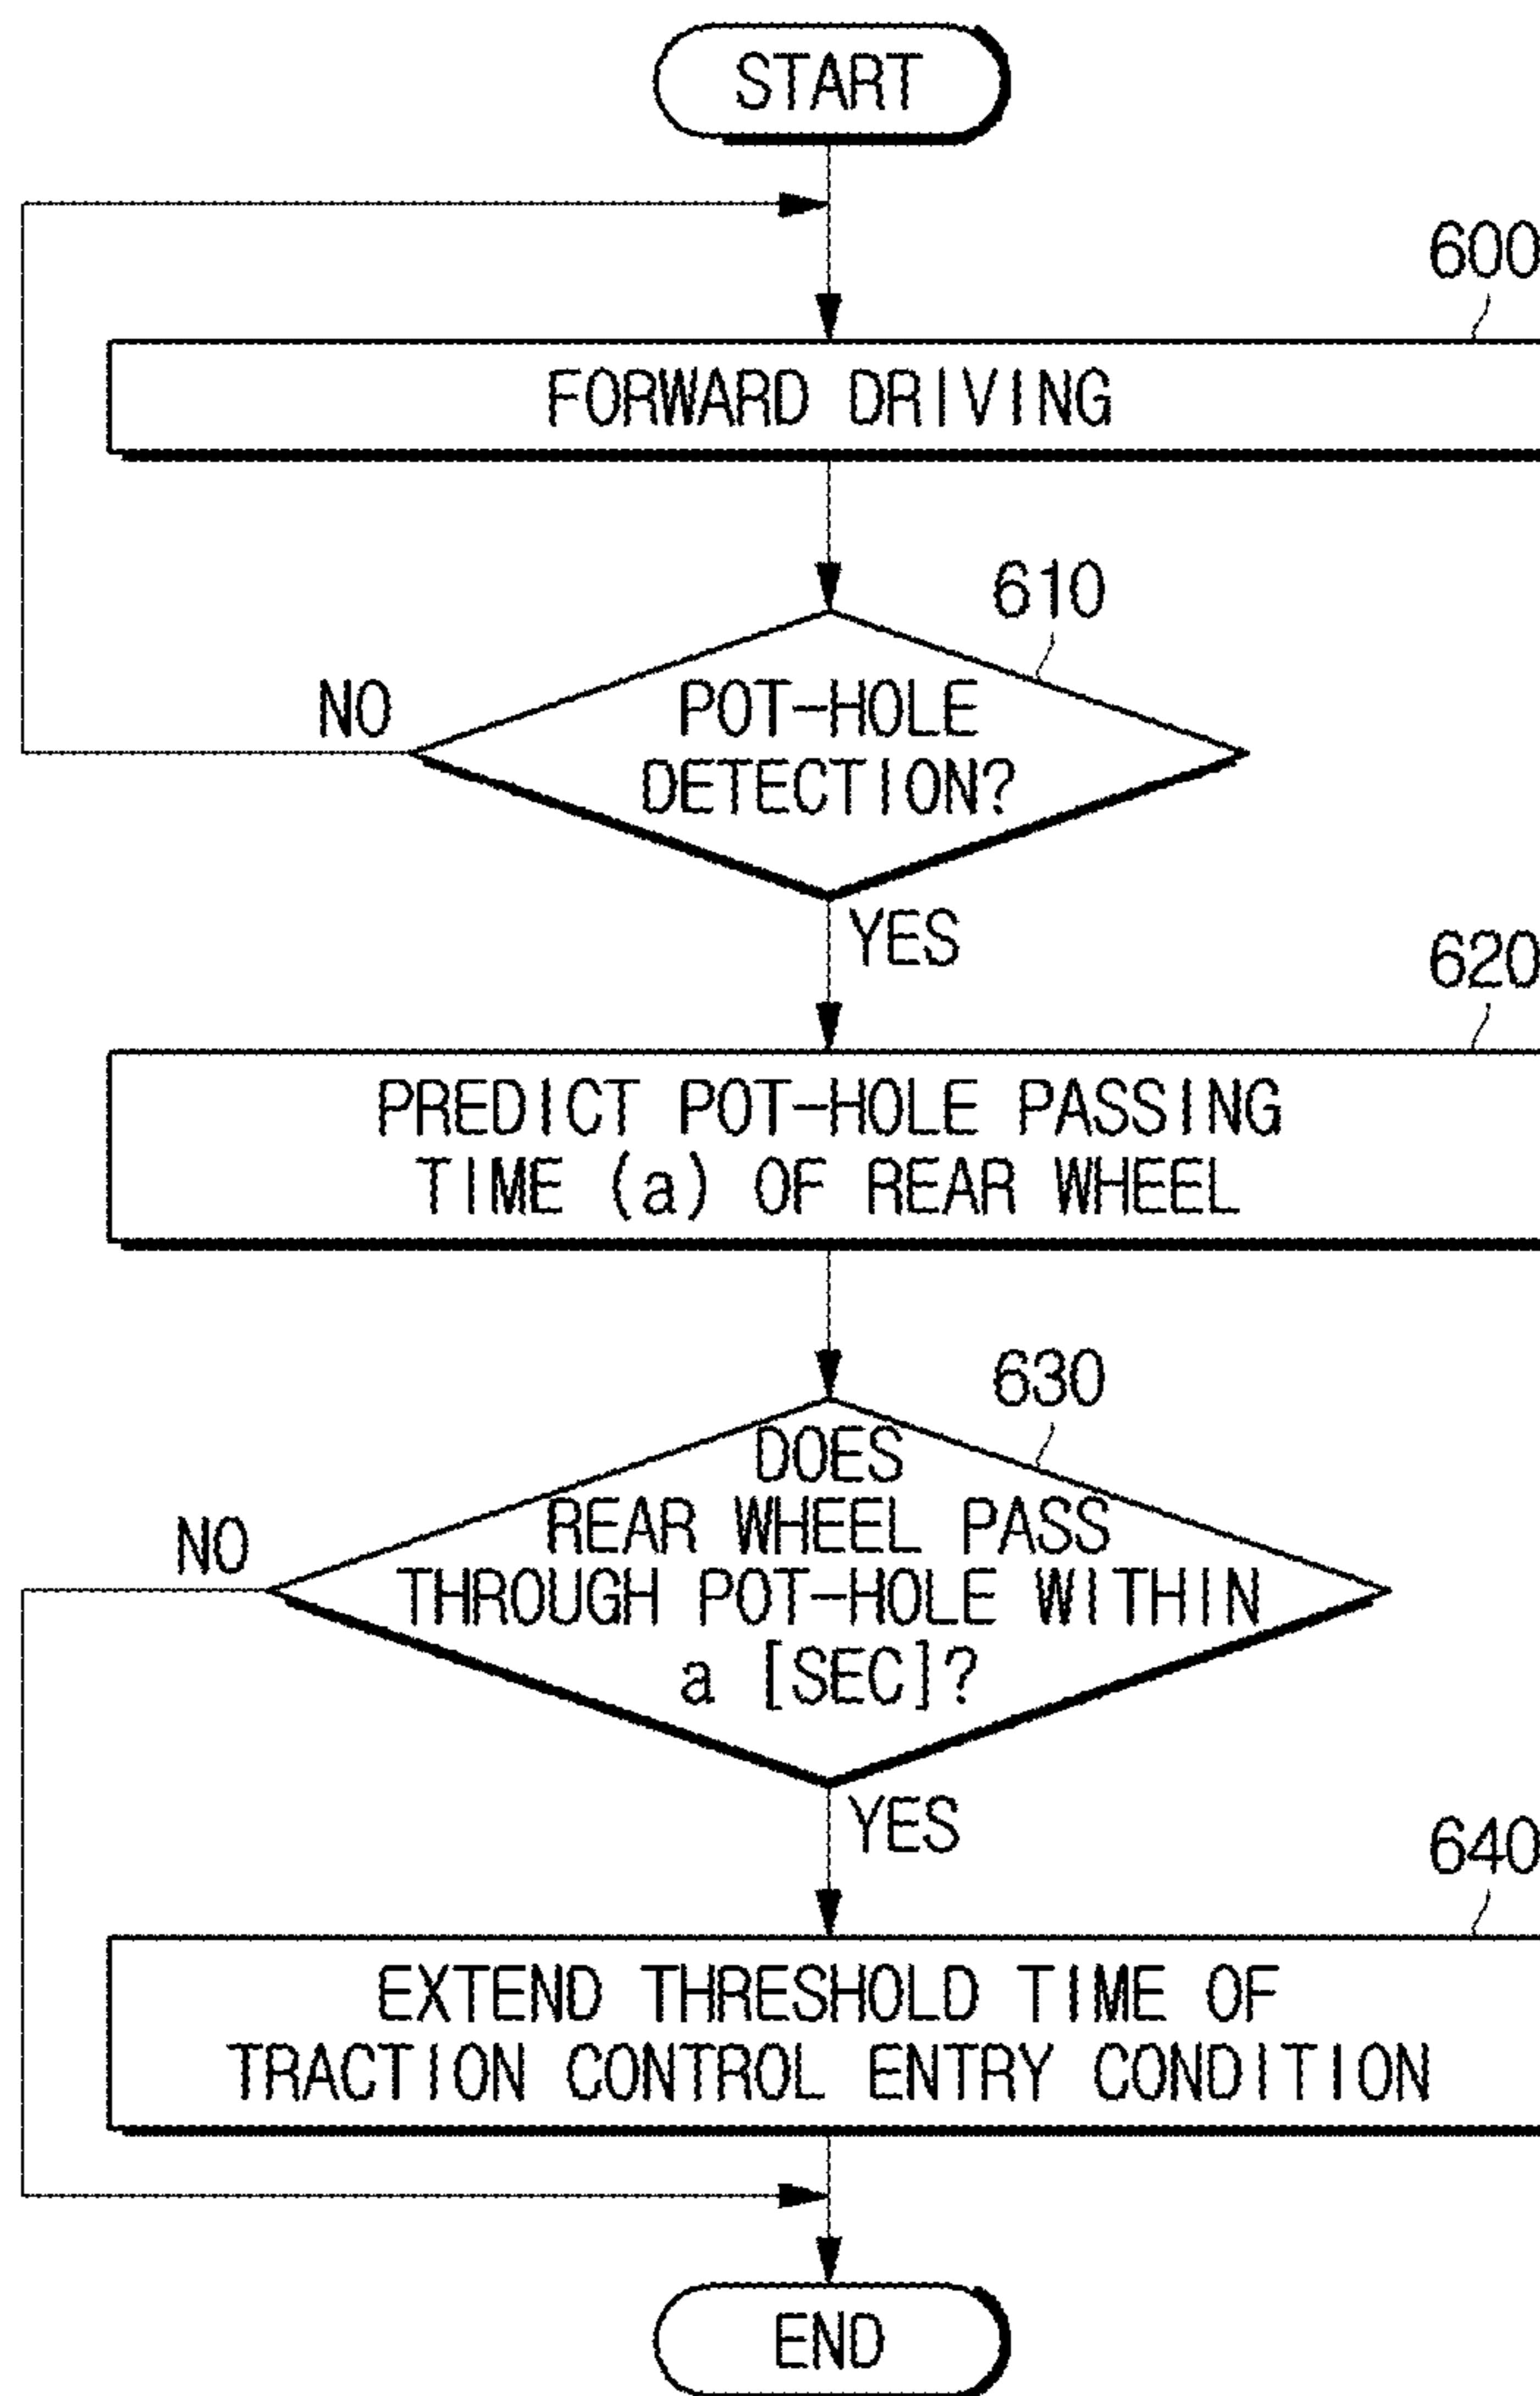 START
600
FORWARD DRIVING
610
POT-HOLE
DETECTION?
NO
YES
620
PREDICT POT-HOLE PASSING
TIME (a) OF REAR WHEEL
630
DOES
REAR WHEEL PASS
THROUGH POT-HOLE WITHIN
a [SEC]?
NO
YES
640
EXTEND THRESHOLD TIME OF
TRACTION CONTROL ENTRY CONDITION
END